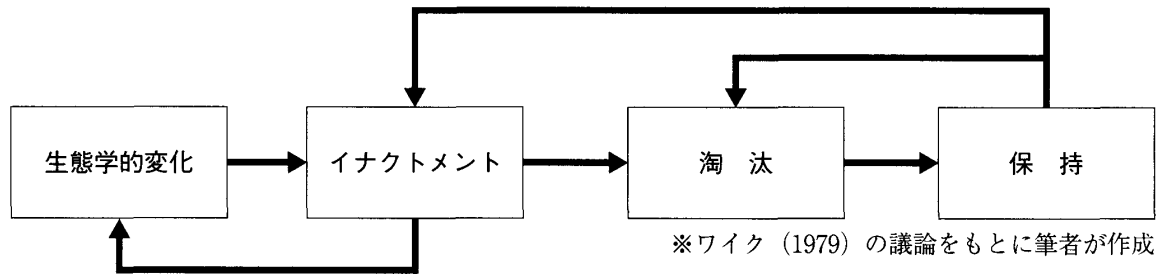 生態学的変化
イナクトメント
淘 汰
保 持
※ワイク (1979) の議論をもとに筆者が作成